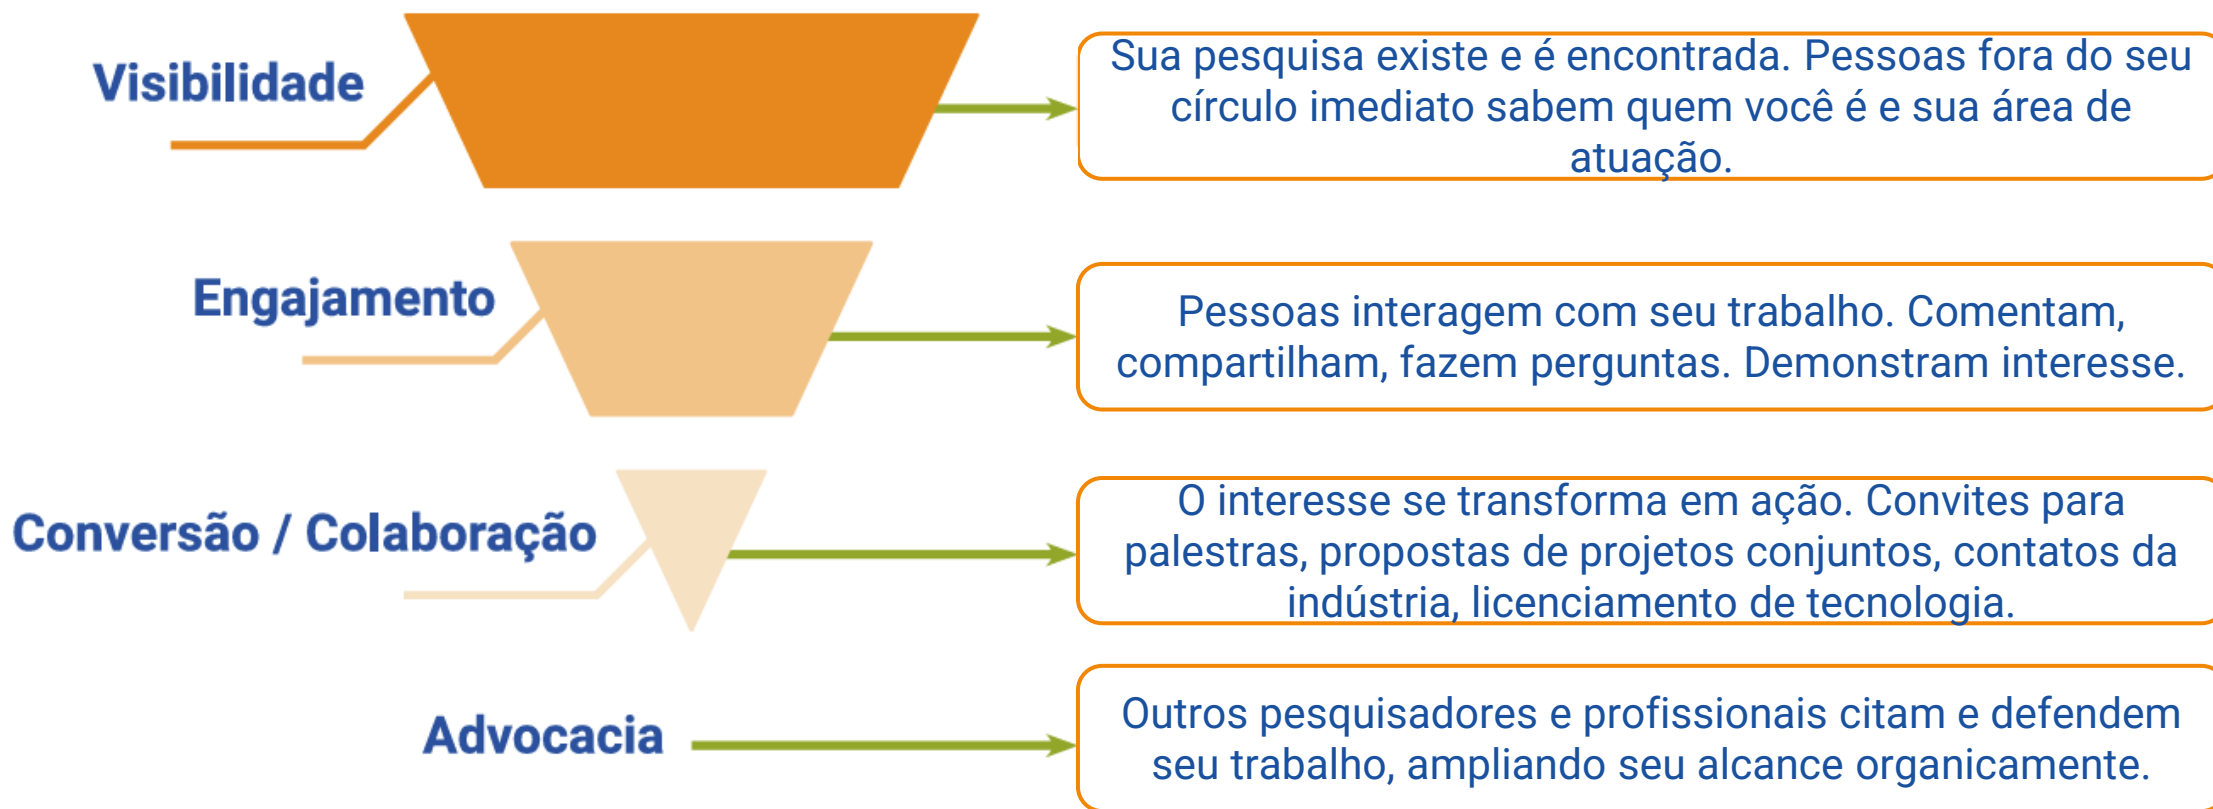 Visibilidade
Sua pesquisa existe e é encontrada. Pessoas fora do seu
círculo imediato sabem quem você é e sua área de
atuação.
Engajamento
Pessoas interagem com seu trabalho. Comentam,
compartilham, fazem perguntas. Demonstram interesse.
Conversão / Colaboração
O interesse se transforma em ação. Convites para
palestras, propostas de projetos conjuntos, contatos da
indústria, licenciamento de tecnologia.
Advocacia
Outros pesquisadores e profissionais citam e defendem
seu trabalho, ampliando seu alcance organicamente.